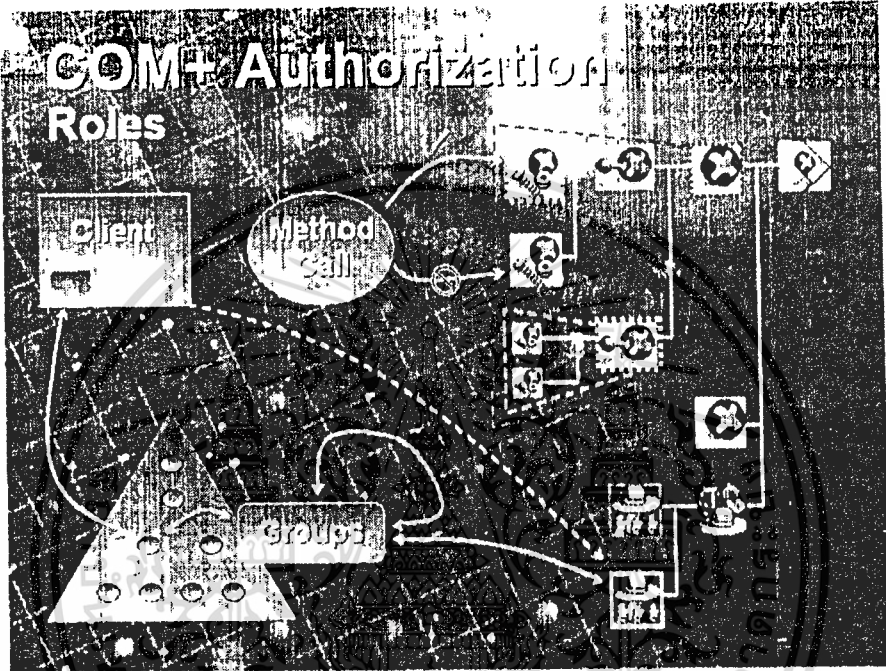 COM+ Authorization
Roles
Client
Method
Call
Groups